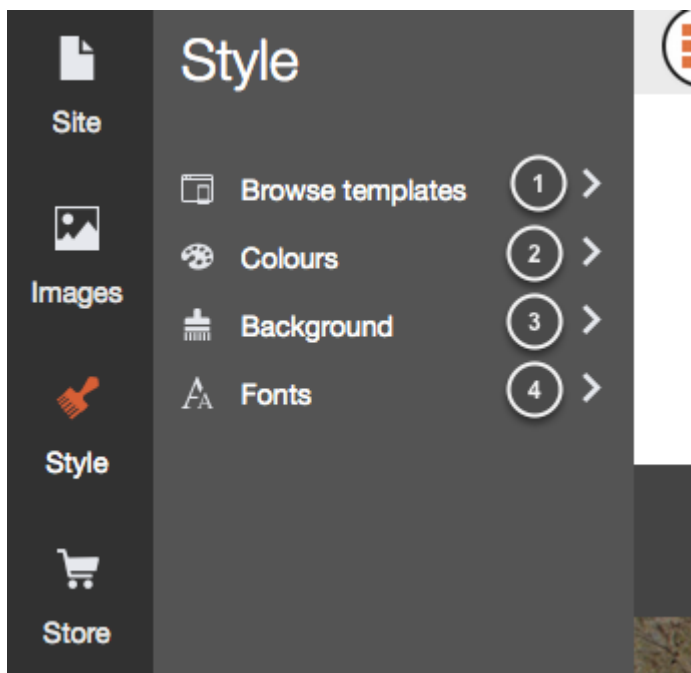 Site
Images
Style
Store
Style
Browse templates 1
Colours 2
Background 3
Fonts 4